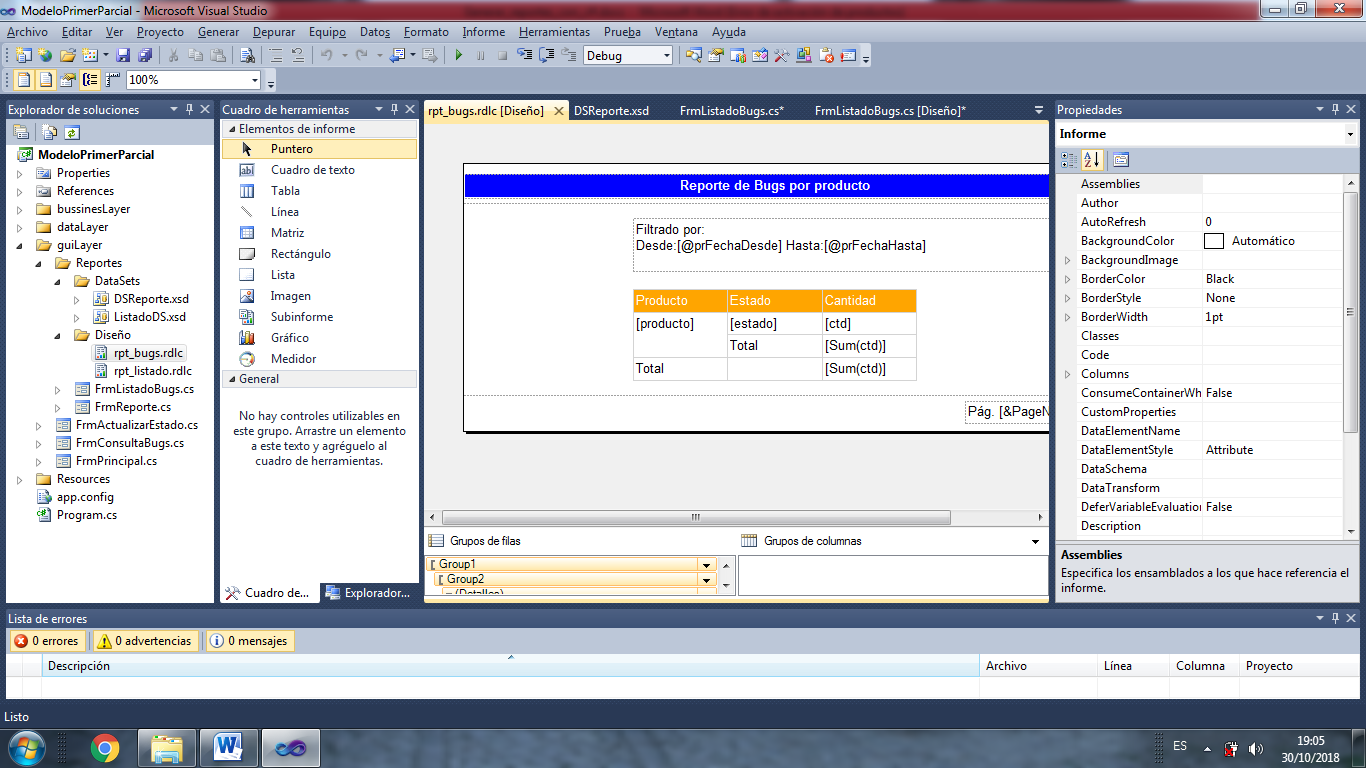 ModeloPrimerParcial - Microsoft Visual Studio
Archivo Editar Ver Proyecto Generar Depurar Equipo Datos Formato Informe Herramientas Prueba Ventana Ayuda
Debug
100%
Explorador de soluciones
ModeloPrimerParcial
Properties
References
bussinesLayer
dataLayer
guiLayer
Reportes
DataSets
DSReporte.xsd
ListadoDS.xsd
Diseño
rpt_bugs.rdlc
rpt_listado.rdlc
FrmListadoBugs.cs
FrmReporte.cs
FrmActualizarEstado.cs
FrmConsultaBugs.cs
FrmPrincipal.cs
Resources
app.config
Program.cs
Cuadro de herramientas
Elementos de informe
Puntero
Cuadro de texto
Tabla
Línea
Matriz
Rectángulo
Lista
Imagen
Subinforme
Gráfico
Medidor
General
No hay controles utilizables en
este grupo. Arrastre un elemento
a este texto y agréguelo al
cuadro de herramientas.
Cuadro de... Explorador...
rpt_bugs.rdlc [Diseño] DSReporte.xsd FrmListadoBugs.cs* FrmListadoBugs.cs [Diseño]*
Reporte de Bugs por producto
Filtrado por:
Desde:[@prFechaDesde] Hasta:[@prFechaHasta]
Producto Estado Cantidad
[producto] [estado] [ctd]
Total [Sum(ctd)]
Total [Sum(ctd)]
Pág. [&PageN
Grupos de filas Grupos de columnas
Group1
Group2
(Detalles)
Propiedades
Informe
Assemblies
Author
AutoRefresh 0
BackgroundColor Automático
BackgroundImage
BorderColor Black
BorderStyle None
BorderWidth 1pt
Classes
Code
Columns
ConsumeContainerWh False
CustomProperties
DataElementName
DataElementStyle Attribute
DataSchema
DataTransform
DeferVariableEvaluation False
Description
Assemblies
Especifica los ensamblados a los que hace referencia el
informe.
Lista de errores
0 errores 0 advertencias 0 mensajes
Descripción Archivo Línea Columna Proyecto
Listo
ES
19:05
30/10/2018